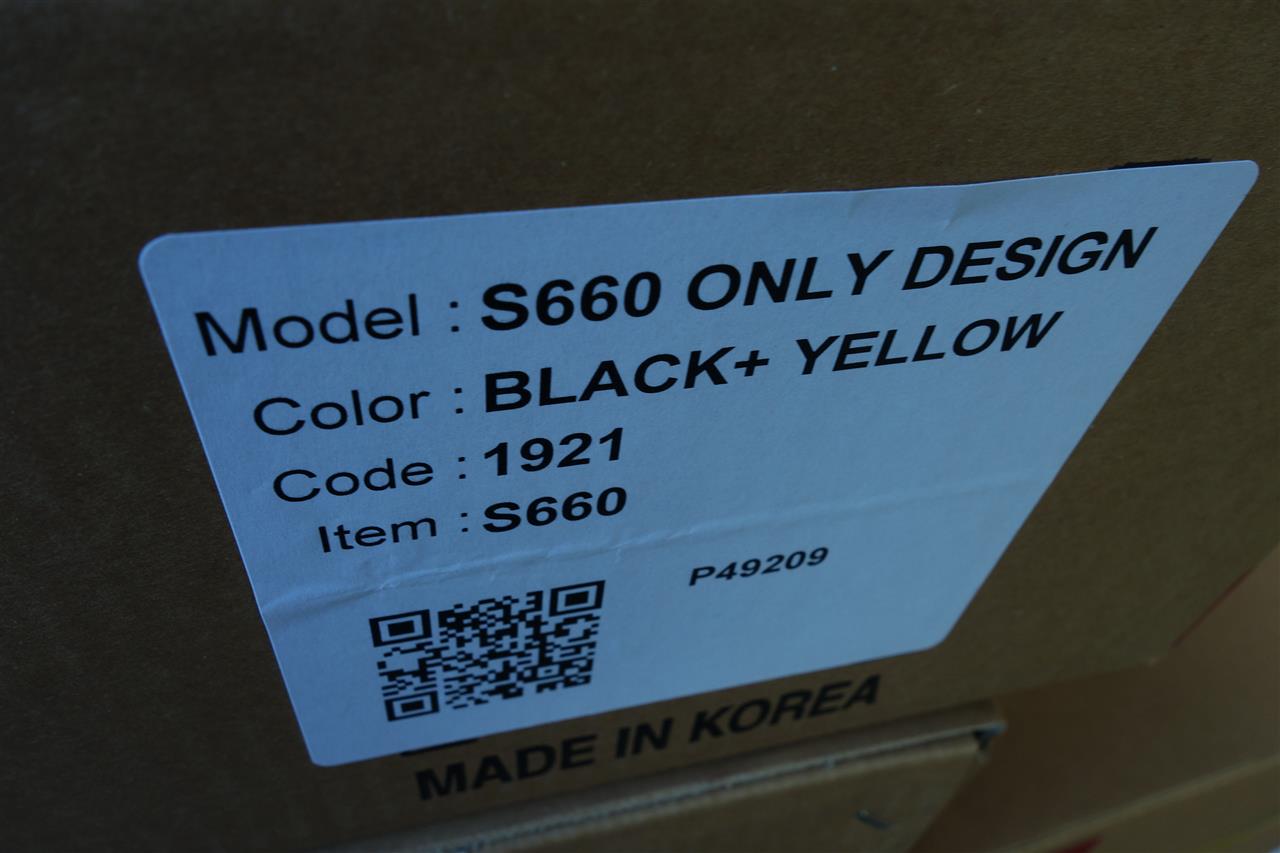 Model : S660 ONLY DESIGN
Color : BLACK+ YELLOW
Code : 1921
Item : S660
P49209
MADE IN KOREA